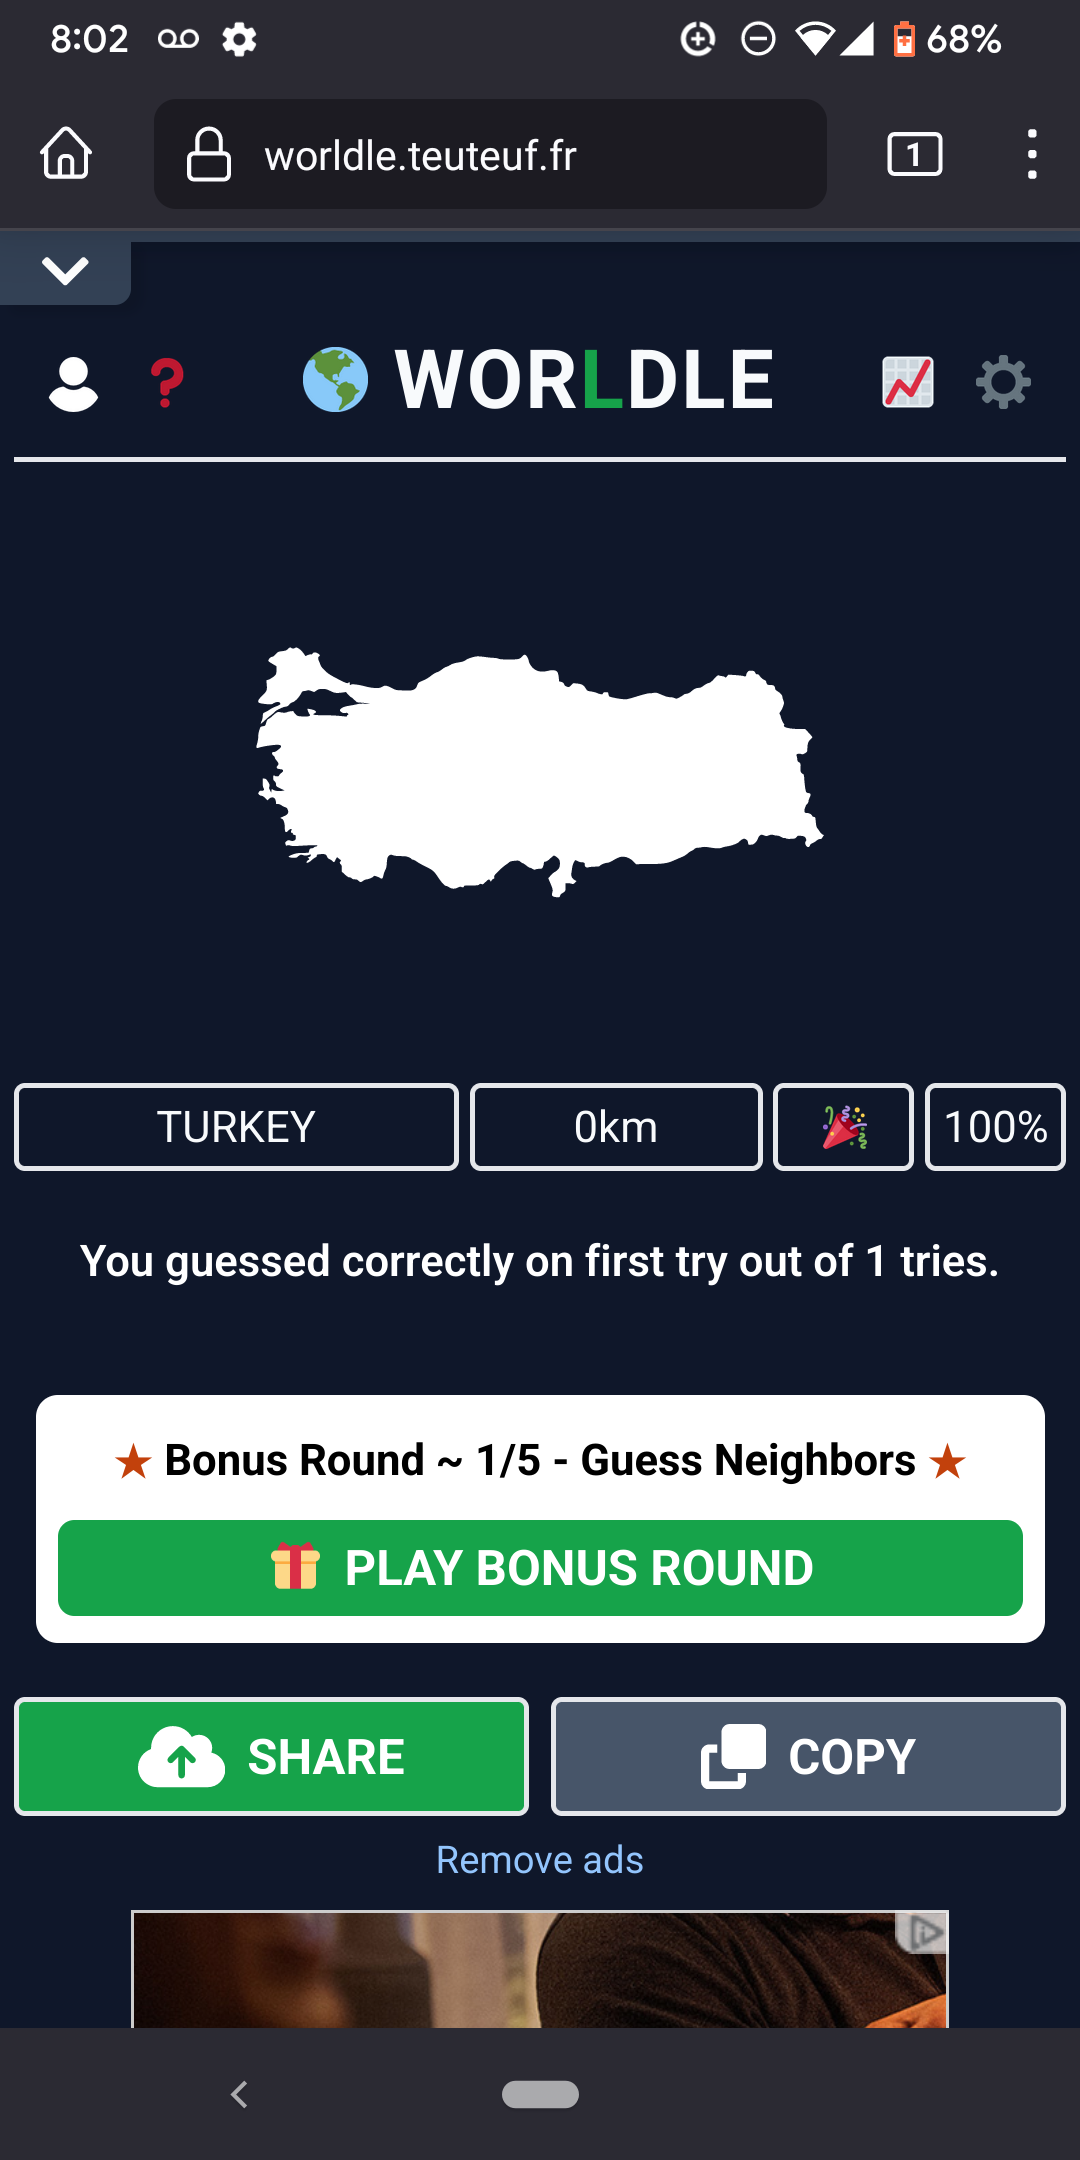 8:02
68%
worldle.teuteuf.fr
1
WORLDLE
TURKEY
0km
100%
You guessed correctly on first try out of 1 tries.
★ Bonus Round ~ 1/5 - Guess Neighbors ★
PLAY BONUS ROUND
SHARE
COPY
Remove ads